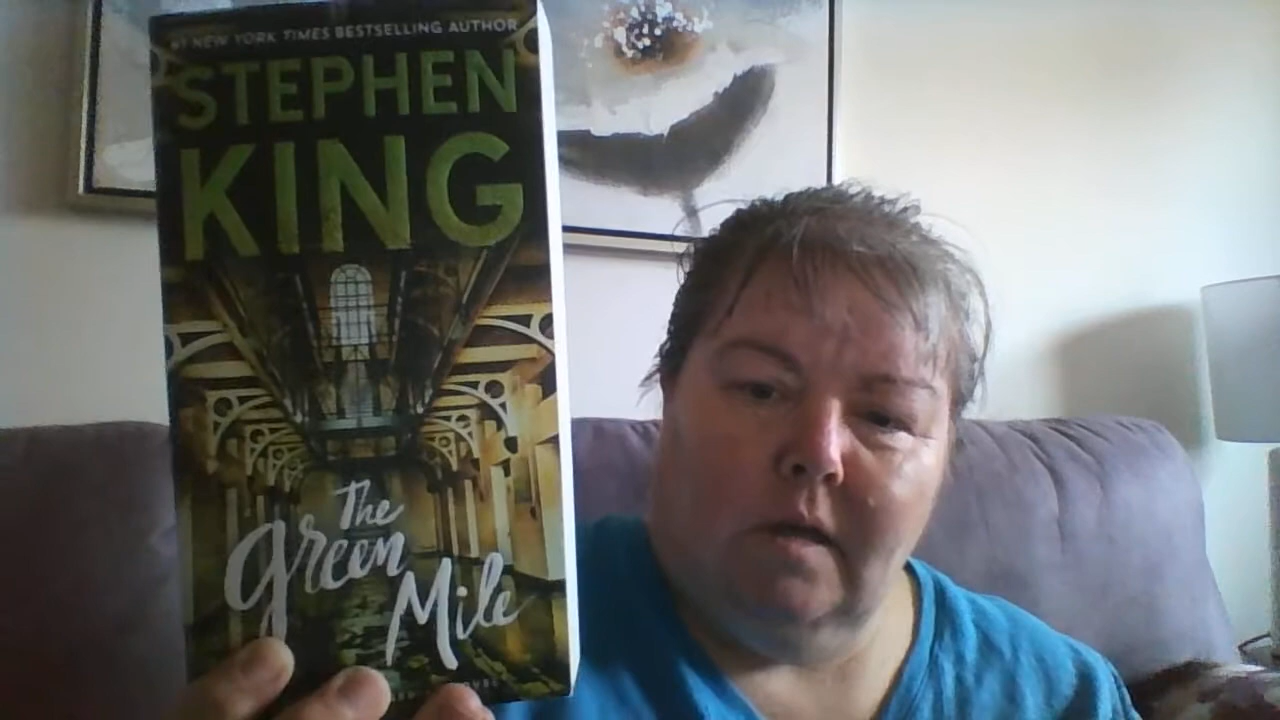 #1 NEW YORK TIMES BESTSELLING AUTHOR
STEPHEN
KING
The
green
Mile